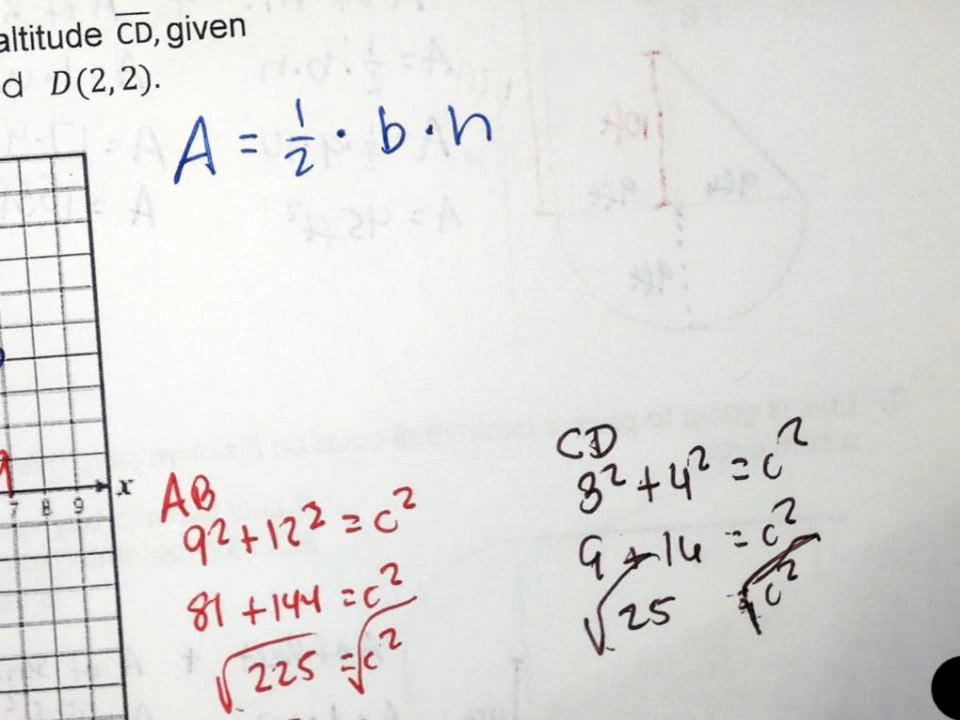 altitude CD, given
d D(2,2).
A = 1/2 · b · h
x
7 8 9
AB
9² + 12² = c²
81 + 144 = c²
√225 = √c²
CD
3² + 4² = c²
9 + 16 = c²
√25 √c²